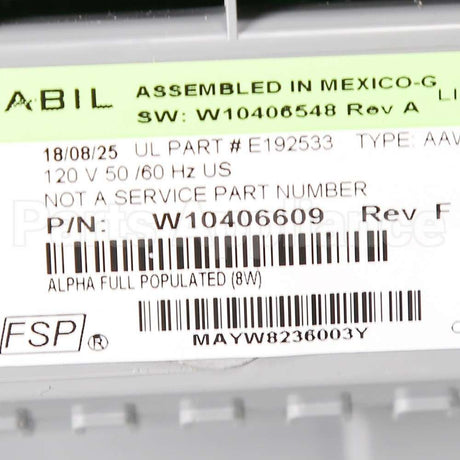 ABIL ASSEMBLED IN MEXICO-G LI
SW: W10406548 Rev A
18/08/25 UL PART # E192533 TYPE: AAV
120 V 50 /60 Hz US
NOT A SERVICE PART NUMBER
P/N: W10406609 Rev F
ALPHA FULL POPULATED (8W)
FSP ®
MAYW8236003Y